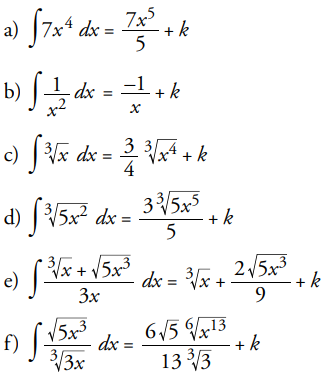 a) ∫7x⁴ dx = 7x⁵/5 + k
b) ∫1/x² dx = −1/x + k
c) ∫∛x dx = 3/4 ∛x⁴ + k
d) ∫∛5x² dx = 3∛5x⁵/5 + k
e) ∫(∛x + √5x³)/3x dx = ∛x + 2√5x³/9 + k
f) ∫√5x³/∛3x dx = 6√5 ⁶√x¹³/13 ∛3 + k